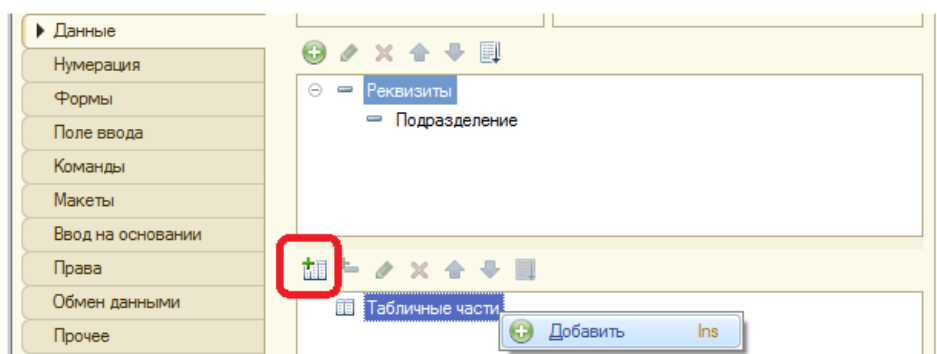 Данные
Нумерация
Формы
Поле ввода
Команды
Макеты
Ввод на основании
Права
Обмен данными
Прочее
Реквизиты
Подразделение
Табличные части
Добавить Ins